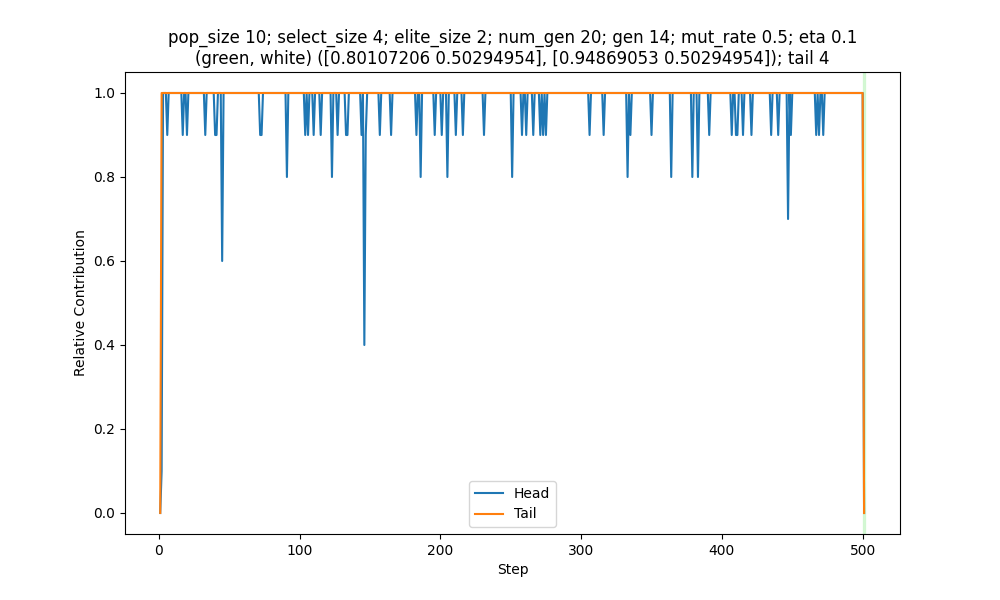 pop_size 10; select_size 4; elite_size 2; num_gen 20; gen 14; mut_rate 0.5; eta 0.1
(green, white) ([0.80107206 0.50294954], [0.94869053 0.50294954]); tail 4
1.0
0.8
0.6
0.4
0.2
0.0
Relative Contribution
Head
Tail
0
100
200
300
400
500
Step